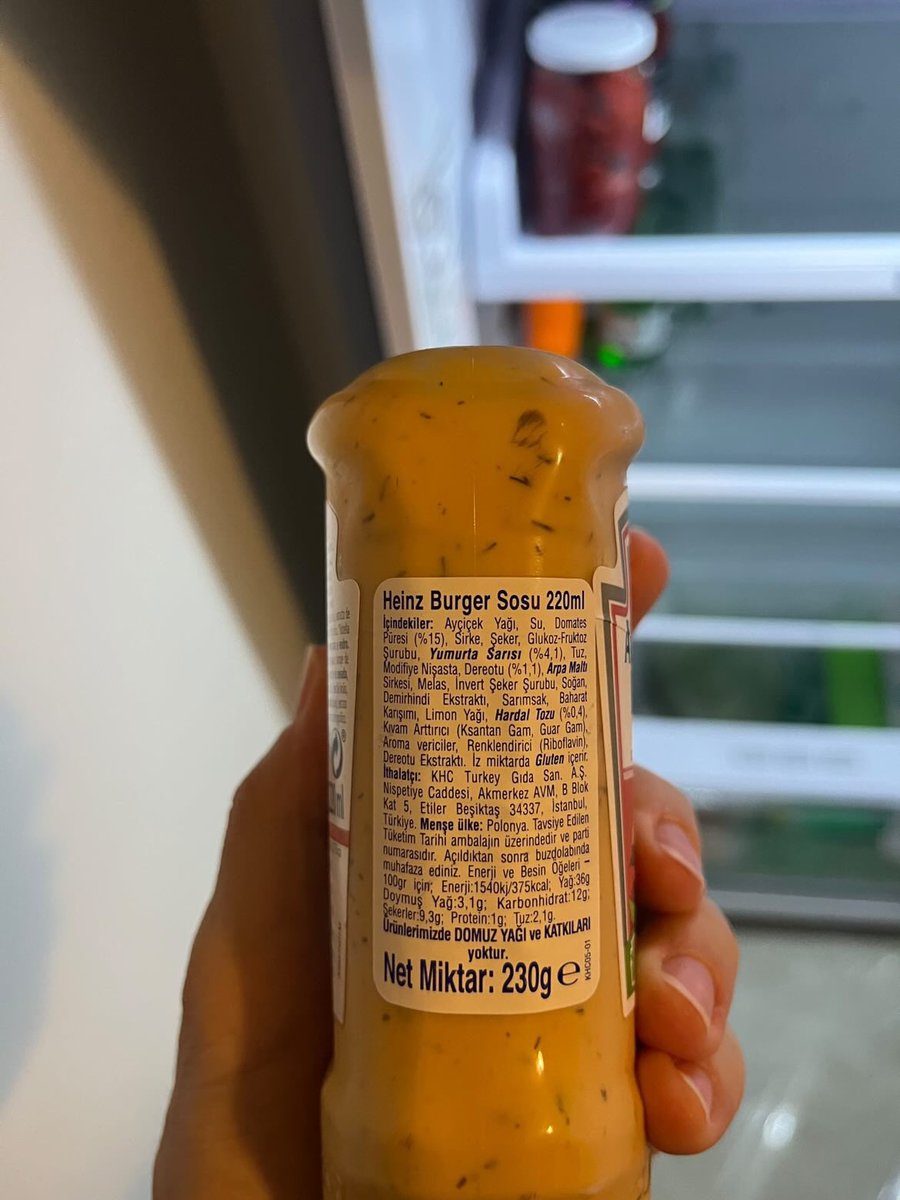 Heinz Burger Sosu 220ml
İçindekiler: Ayçiçek Yağı, Su, Domates
Püresi (%15), Sirke, Şeker, Glukoz-Fruktoz
Şurubu, Yumurta Sarısı (%4,1), Tuz,
Modifiye Nişasta, Dereotu (%1,1), Arpa Maltı
Sirkesi, Melas, İnvert Şeker Şurubu, Soğan,
Demirhindi Ekstraktı, Sarımsak, Baharat
Karışımı, Limon Yağı, Hardal Tozu (%0,4),
Kıvam Arttırıcı (Ksantan Gam, Guar Gam),
Aroma vericiler, Renklendirici (Riboflavin),
Dereotu Ekstraktı. İz miktarda Gluten içerir.
İthalatçı: KHC Turkey Gıda San. A.Ş.
Nispetiye Caddesi, Akmerkez AVM, B Blok
Kat 5, Etiler Beşiktaş 34337, İstanbul,
Türkiye. Menşe ülke: Polonya. Tavsiye Edilen
Tüketim Tarihi ambalajın üzerindedir ve parti
numarasıdır. Açıldıktan sonra buzdolabında
muhafaza ediniz. Enerji ve Besin Öğeleri –
100gr için; Enerji:1540kj/375kcal; Yağ:36g
Doymuş Yağ:3,1g; Karbonhidrat:12g;
Şekerler:9,3g; Protein:1g; Tuz:2,1g.
Ürünlerimizde DOMUZ YAĞI ve KATKILARI
yoktur.
Net Miktar: 230g e
KHC05-01